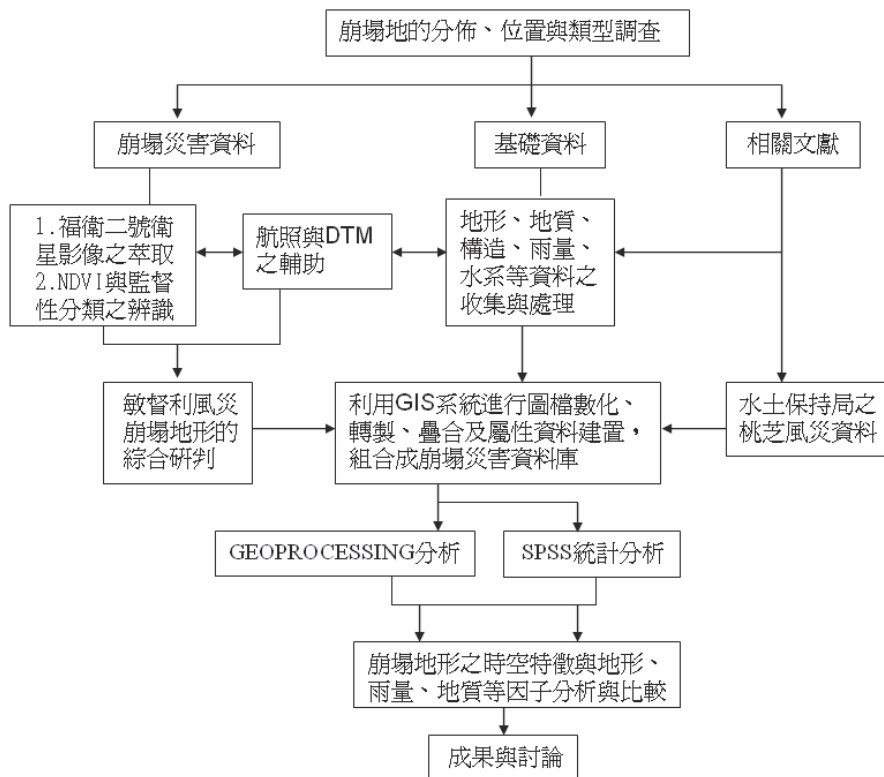 崩塌地的分佈、位置與類型調查
崩塌災害資料
基礎資料
相關文獻
1.福衛二號衛
星影像之萃取
2.NDVI與監督
性分類之辨識
航照與DTM
之輔助
地形、地質、
構造、雨量、
水系等資料之
收集與處理
敏督利風災
崩塌地形的
綜合研判
利用GIS系統進行圖檔數化、
轉製、疊合及屬性資料建置，
組合成崩塌災害資料庫
水土保持局之
桃芝風災資料
GEOPROCESSING分析
SPSS統計分析
崩塌地形之時空特徵與地形、
雨量、地質等因子分析與比較
成果與討論